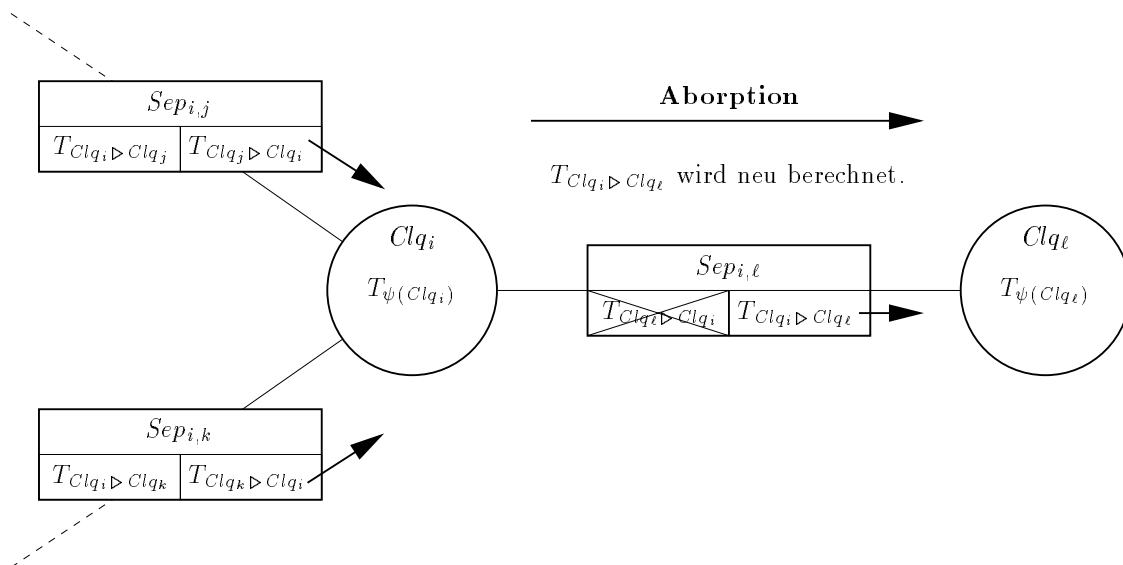 Sep_{i,j}
T_{Clq_i ▷ Clq_j} T_{Clq_j ▷ Clq_i}
Aborption
T_{Clq_i ▷ Clq_ℓ} wird neu berechnet.
Clq_i
T_{ψ(Clq_i)}
Sep_{i,ℓ}
T_{Clq_ℓ ▷ Clq_i} T_{Clq_i ▷ Clq_ℓ}
Clq_ℓ
T_{ψ(Clq_ℓ)}
Sep_{i,k}
T_{Clq_i ▷ Clq_k} T_{Clq_k ▷ Clq_i}